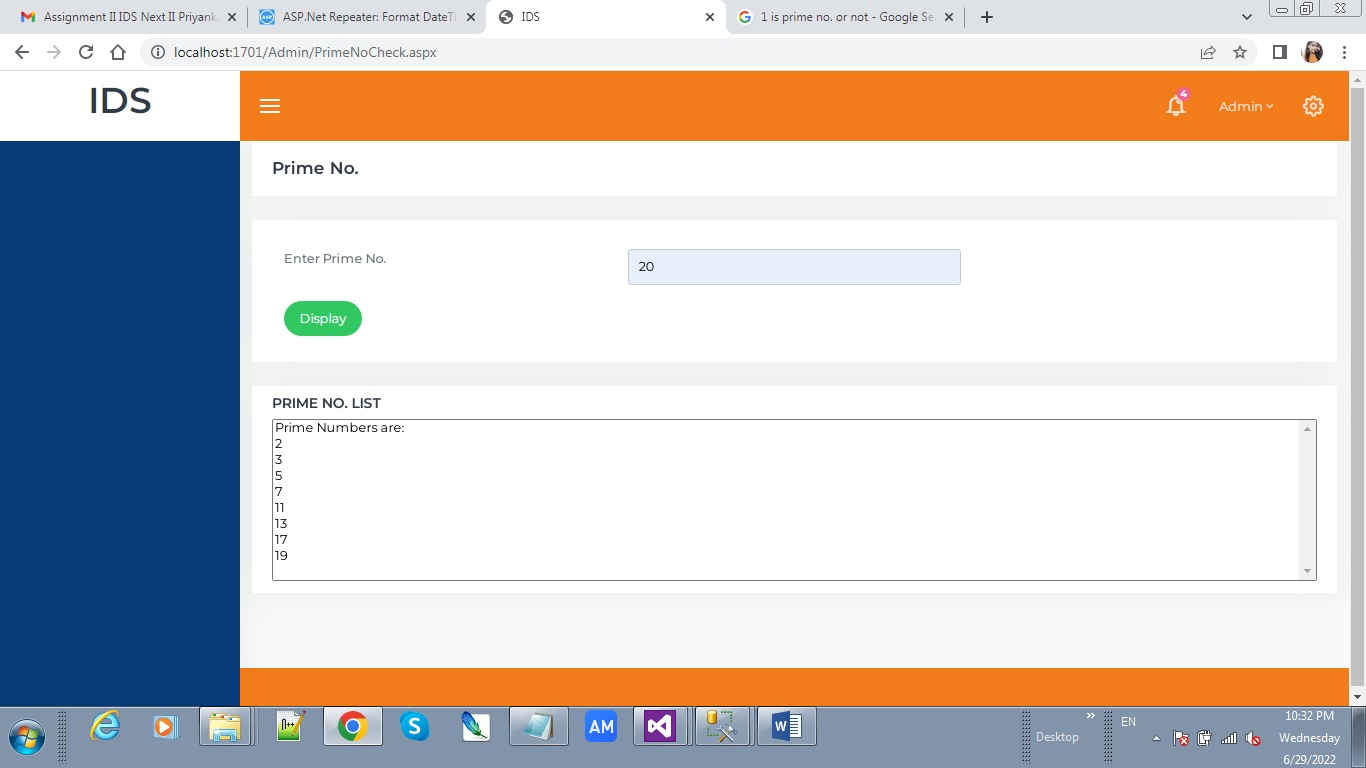 Assignment II IDS Next II Priyank
ASP.Net Repeater: Format DateTi
IDS
1 is prime no. or not - Google Se
localhost:1701/Admin/PrimeNoCheck.aspx
IDS
4
Admin
Prime No.
Enter Prime No.
20
Display
PRIME NO. LIST
Prime Numbers are:
2
3
5
7
11
13
17
19
Desktop
EN
10:32 PM
Wednesday
6/29/2022
AM